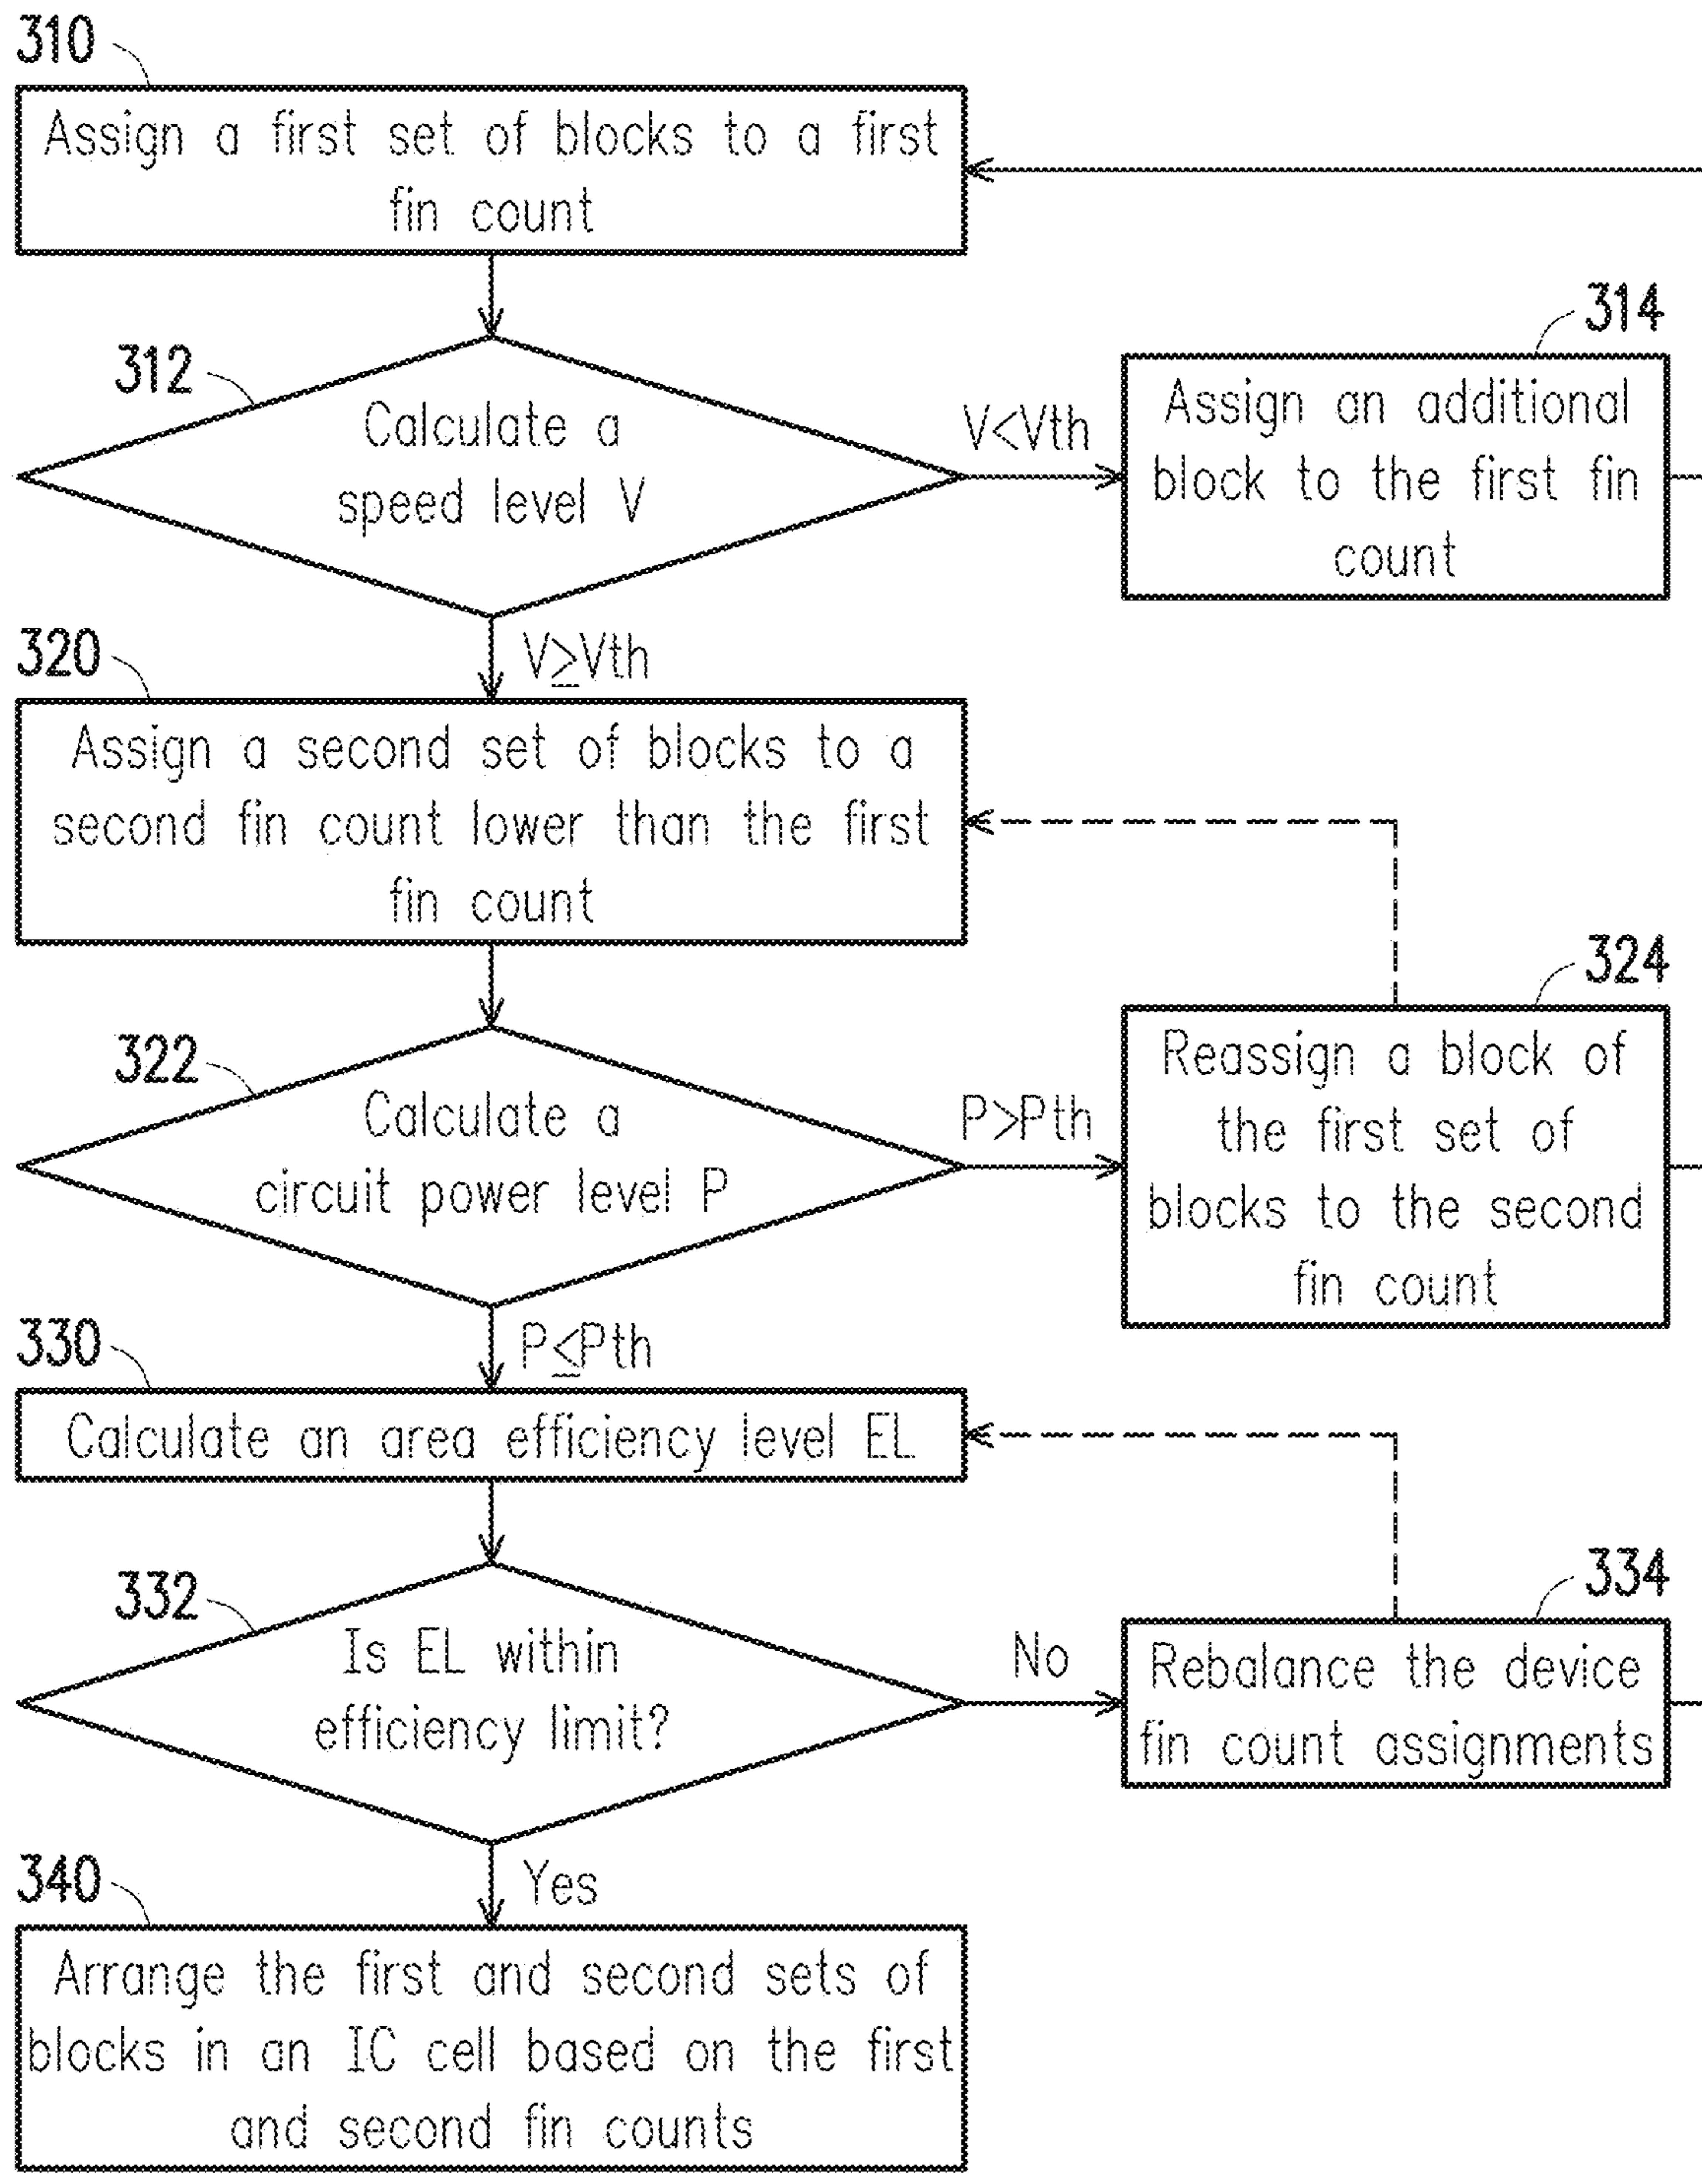 310
Assign a first set of blocks to a first
fin count
312
Calculate a
speed level V
V<Vth
314
Assign an additional
block to the first fin
count
V≥Vth
320
Assign a second set of blocks to a
second fin count lower than the first
fin count
322
Calculate a
circuit power level P
P>Pth
324
Reassign a block of
the first set of
blocks to the second
fin count
P≤Pth
330
Calculate an area efficiency level EL
332
Is EL within
efficiency limit?
No
334
Rebalance the device
fin count assignments
Yes
340
Arrange the first and second sets of
blocks in an IC cell based on the first
and second fin counts